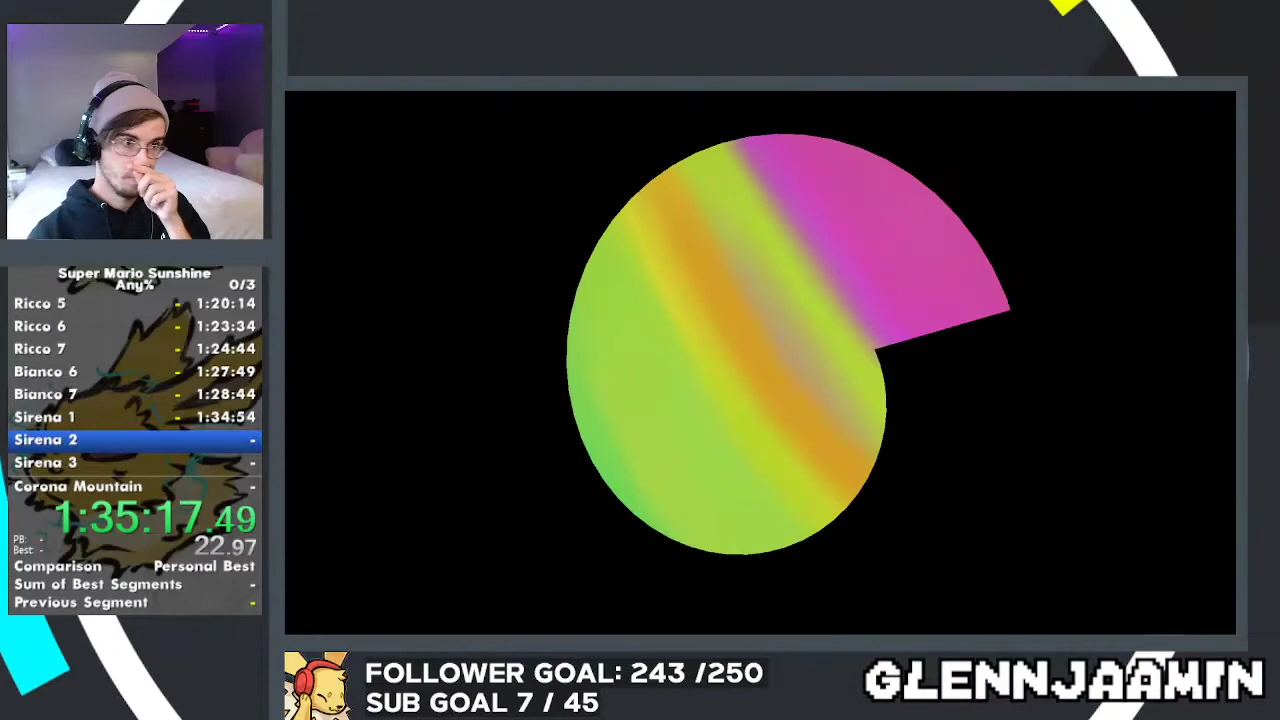 Super Mario Sunshine
Any% 0/3
Ricco 5 - 1:20:14
Ricco 6 - 1:23:34
Ricco 7 - 1:24:44
Bianco 6 - 1:27:49
Bianco 7 - 1:28:44
Sirena 1 - 1:34:54
Sirena 2 -
Sirena 3 -
Corona Mountain -
1:35:17.49
PB: -
Best: - 22.97
Comparison Personal Best
Sum of Best Segments -
Previous Segment -
FOLLOWER GOAL: 243 /250
SUB GOAL 7 / 45
GLENNJAAMIN